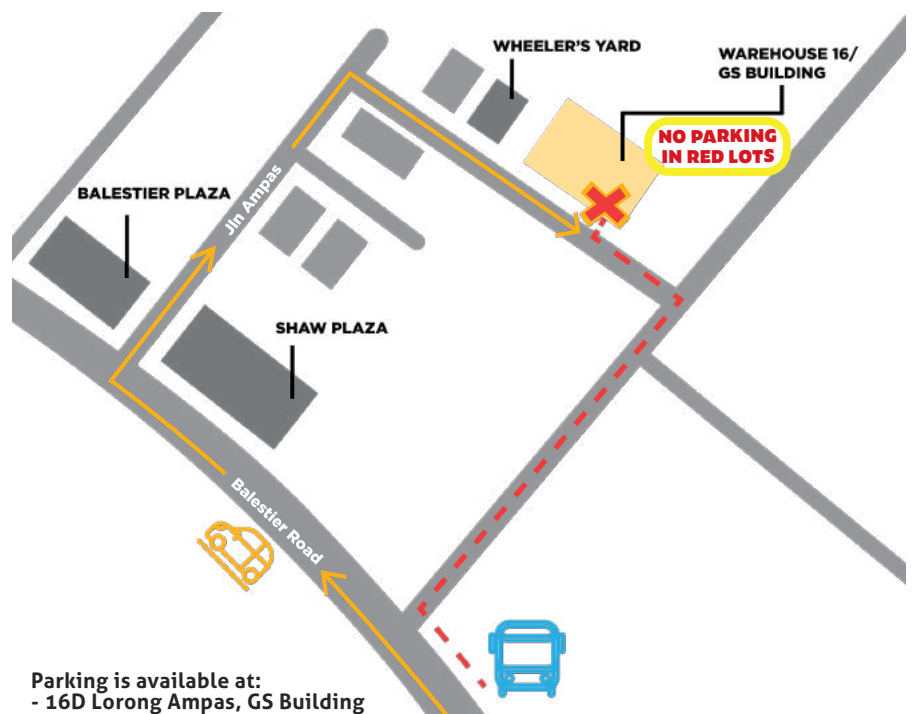 WHEELER'S YARD
WAREHOUSE 16/
GS BUILDING
NO PARKING
IN RED LOTS
BALESTIER PLAZA
Jln Ampas
SHAW PLAZA
Balestier Road
Parking is available at:
- 16D Lorong Ampas, GS Building